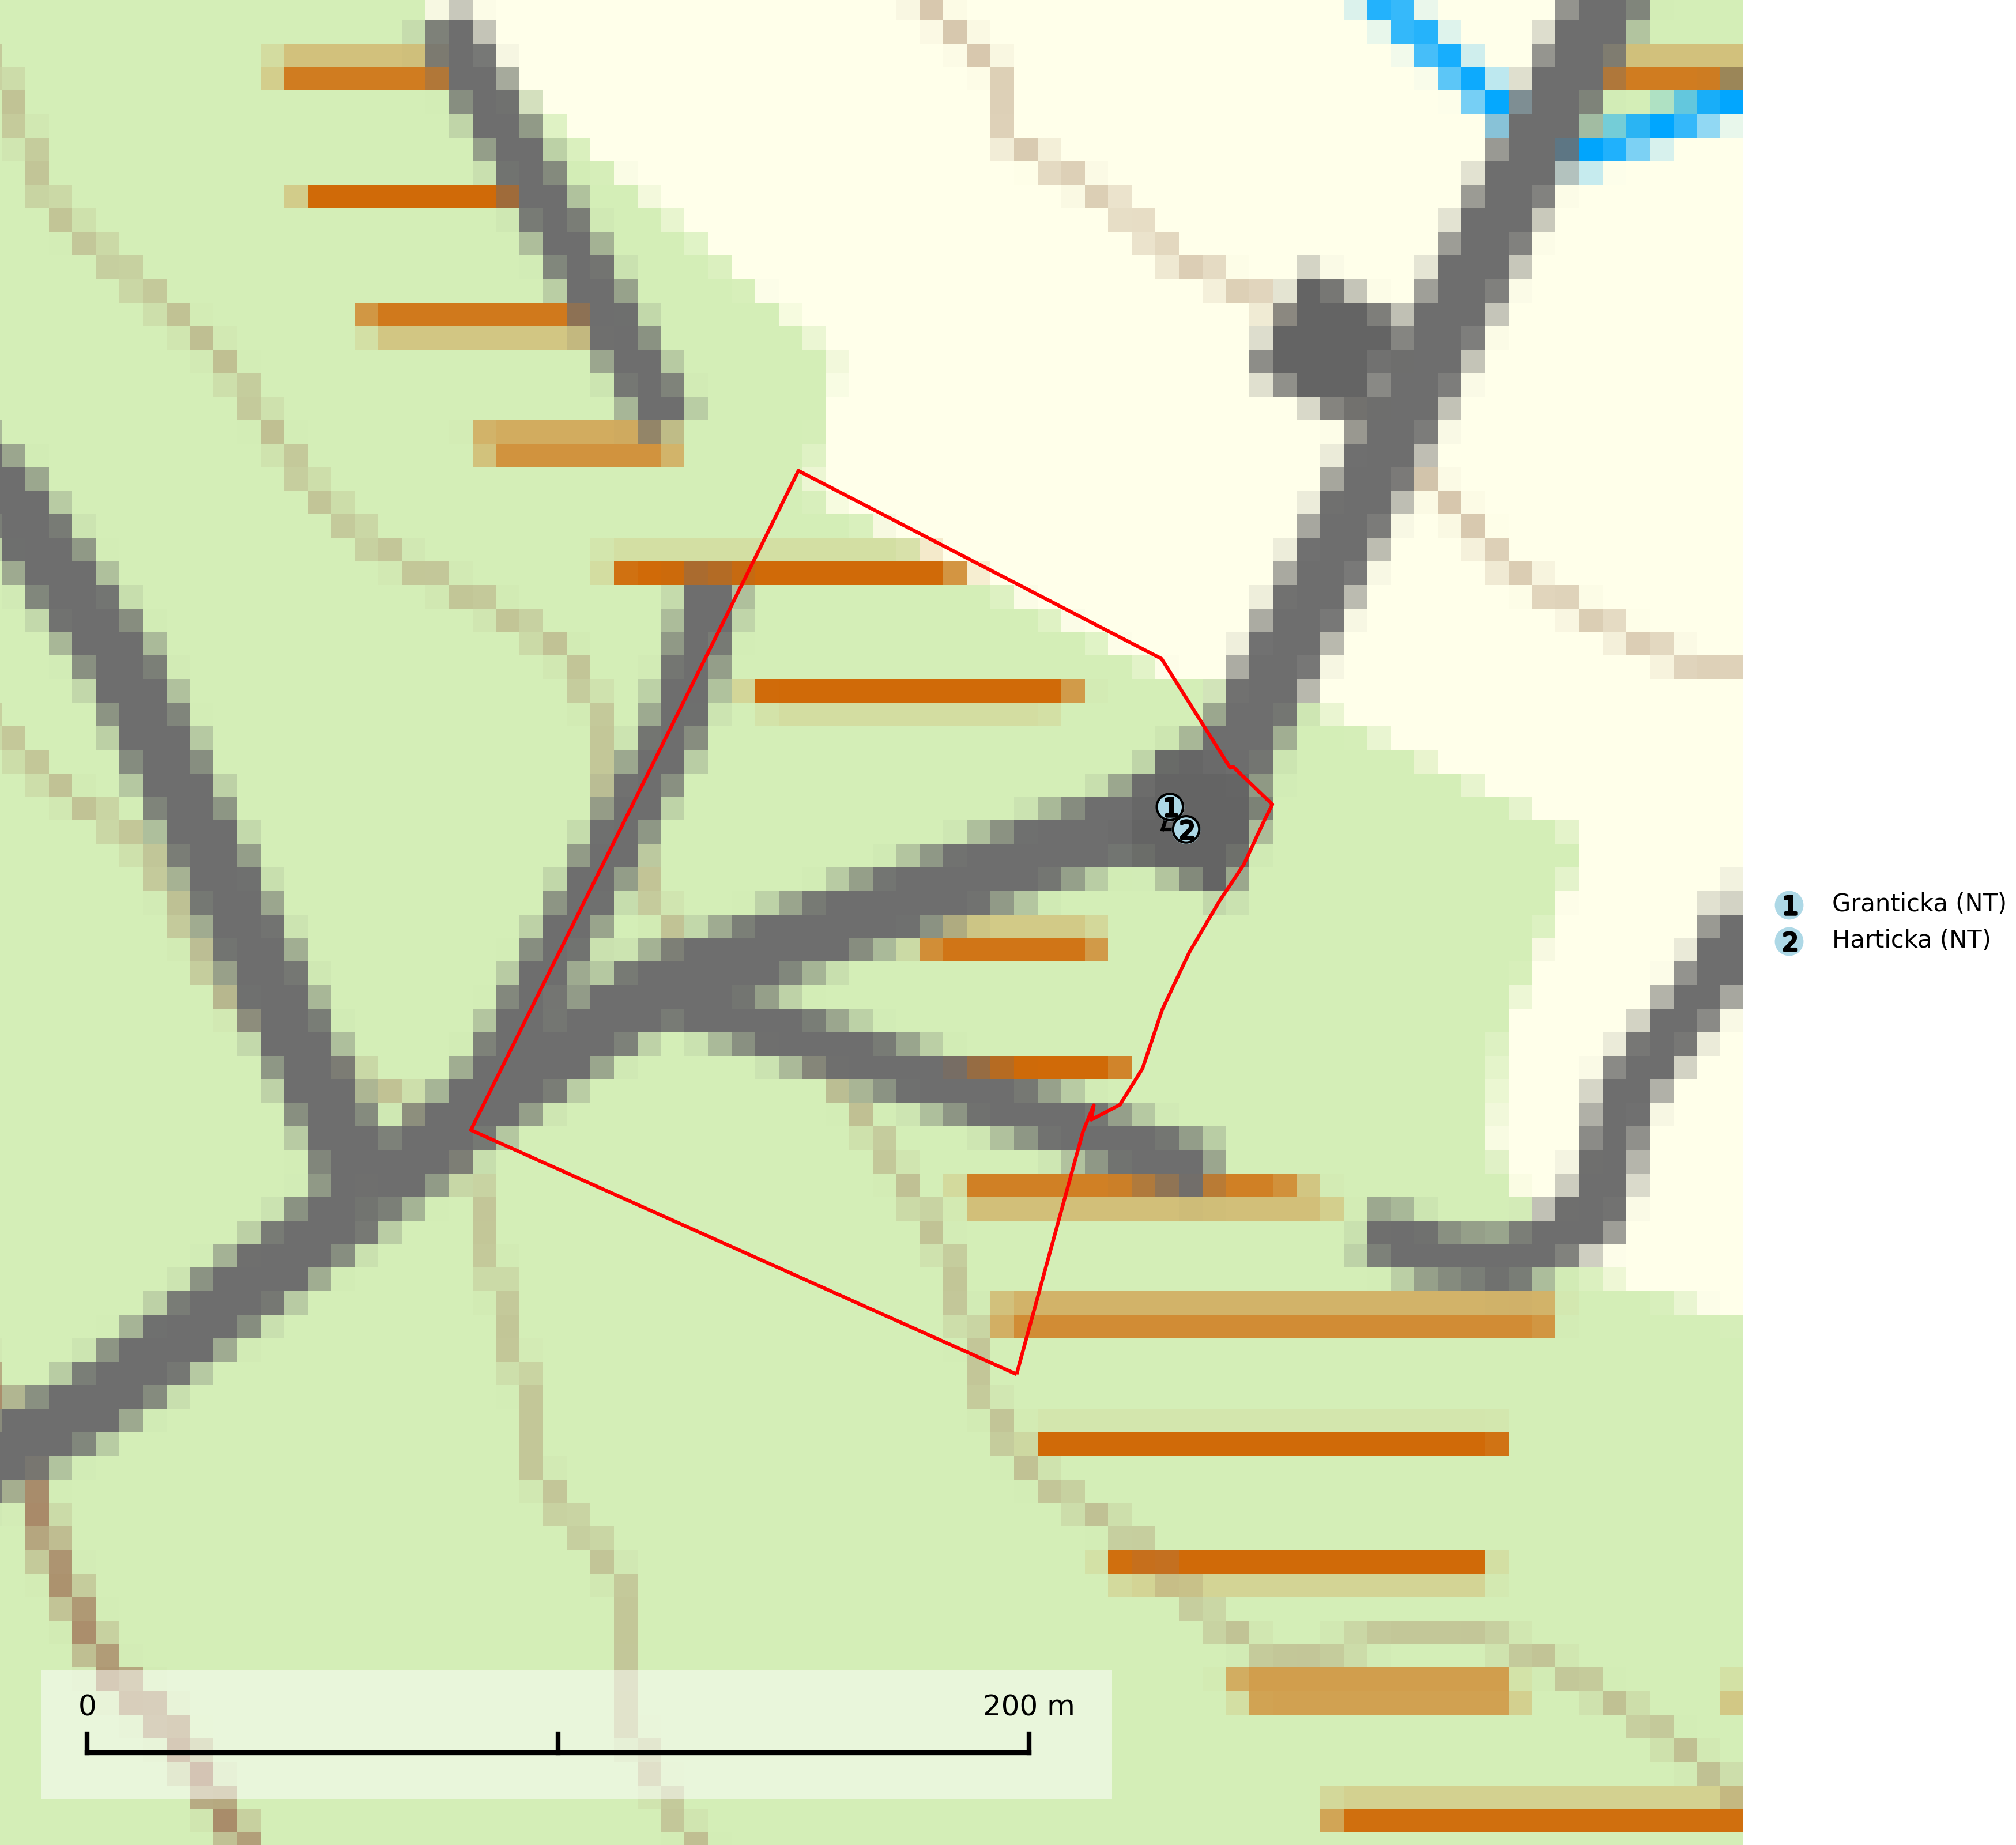 1
2
1 Granticka (NT)
2 Harticka (NT)
0 200 m